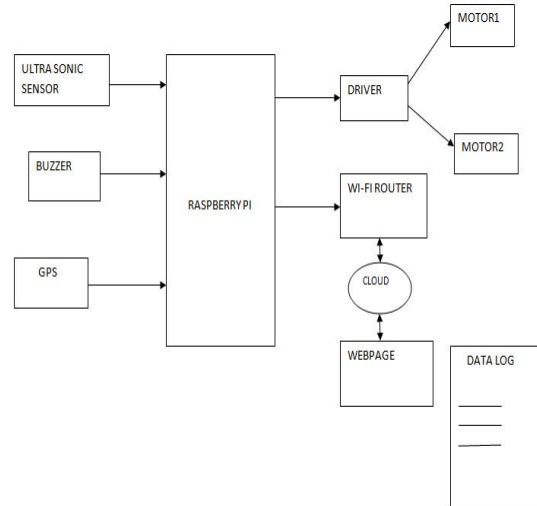 MOTOR1
ULTRA SONIC
SENSOR
DRIVER
MOTOR2
BUZZER
WI-FI ROUTER
RASPBERRY PI
GPS
CLOUD
WEBPAGE
DATA LOG